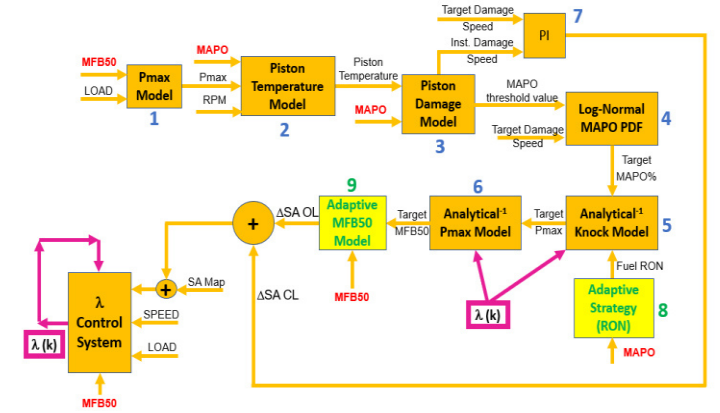 Target Damage
Speed
7
PI
Inst. Damage
Speed
MFB50
LOAD
Pmax
Model
1
MAPO
Pmax
RPM
Piston
Temperature
Model
2
Piston
Temperature
MAPO
Piston
Damage
Model
3
MAPO
threshold value
Target Damage
Speed
Log-Normal
MAPO PDF
4
Target
MAPO%
9
Adaptive
MFB50
Model
MFB50
Target
MFB50
6
Analytical-1
Pmax Model
Target
Pmax
Analytical-1
Knock Model
5
Fuel RON
Adaptive
Strategy
(RON)
8
MAPO
λ (k)
ΔSA OL
+
ΔSA CL
+
SA Map
SPEED
LOAD
λ
Control
System
λ (k)
MFB50